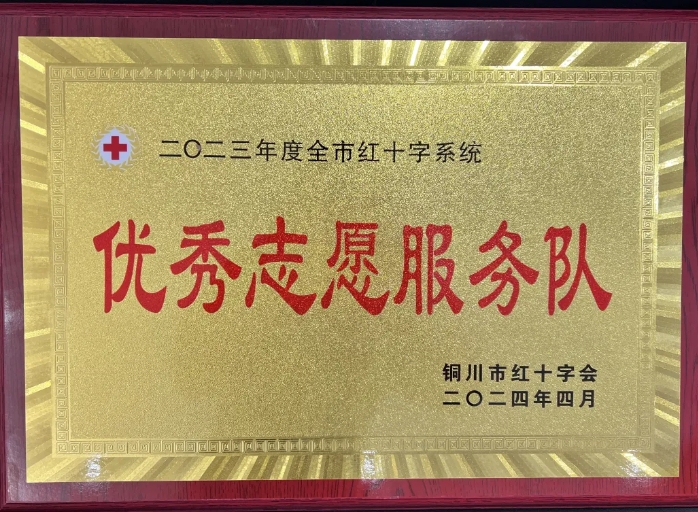 二〇二三年度全市红十字系统
优秀志愿服务队
铜川市红十字会
二〇二四年四月